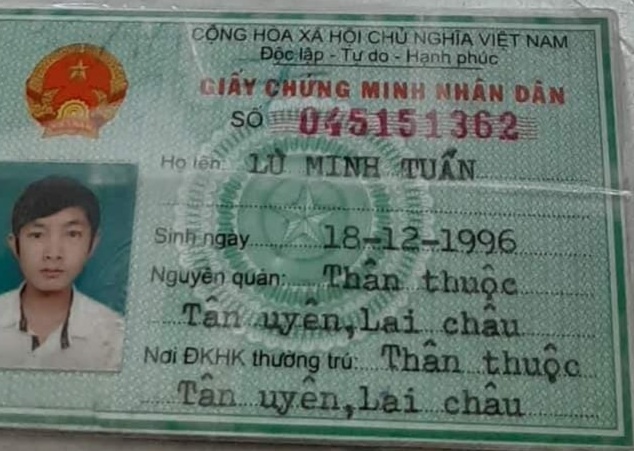 CỘNG HÒA XÃ HỘI CHỦ NGHĨA VIỆT NAM
Độc lập - Tự do - Hạnh phúc
GIẤY CHỨNG MINH NHÂN DÂN
SỐ 045151362
Họ tên: LÙ MINH TUẤN
Sinh ngày 18-12-1996
Nguyên quán: Thân thuộc
Tân uyên,Lai châu
Nơi ĐKHK thường trú: Thân thuộc
Tân uyên,Lai châu